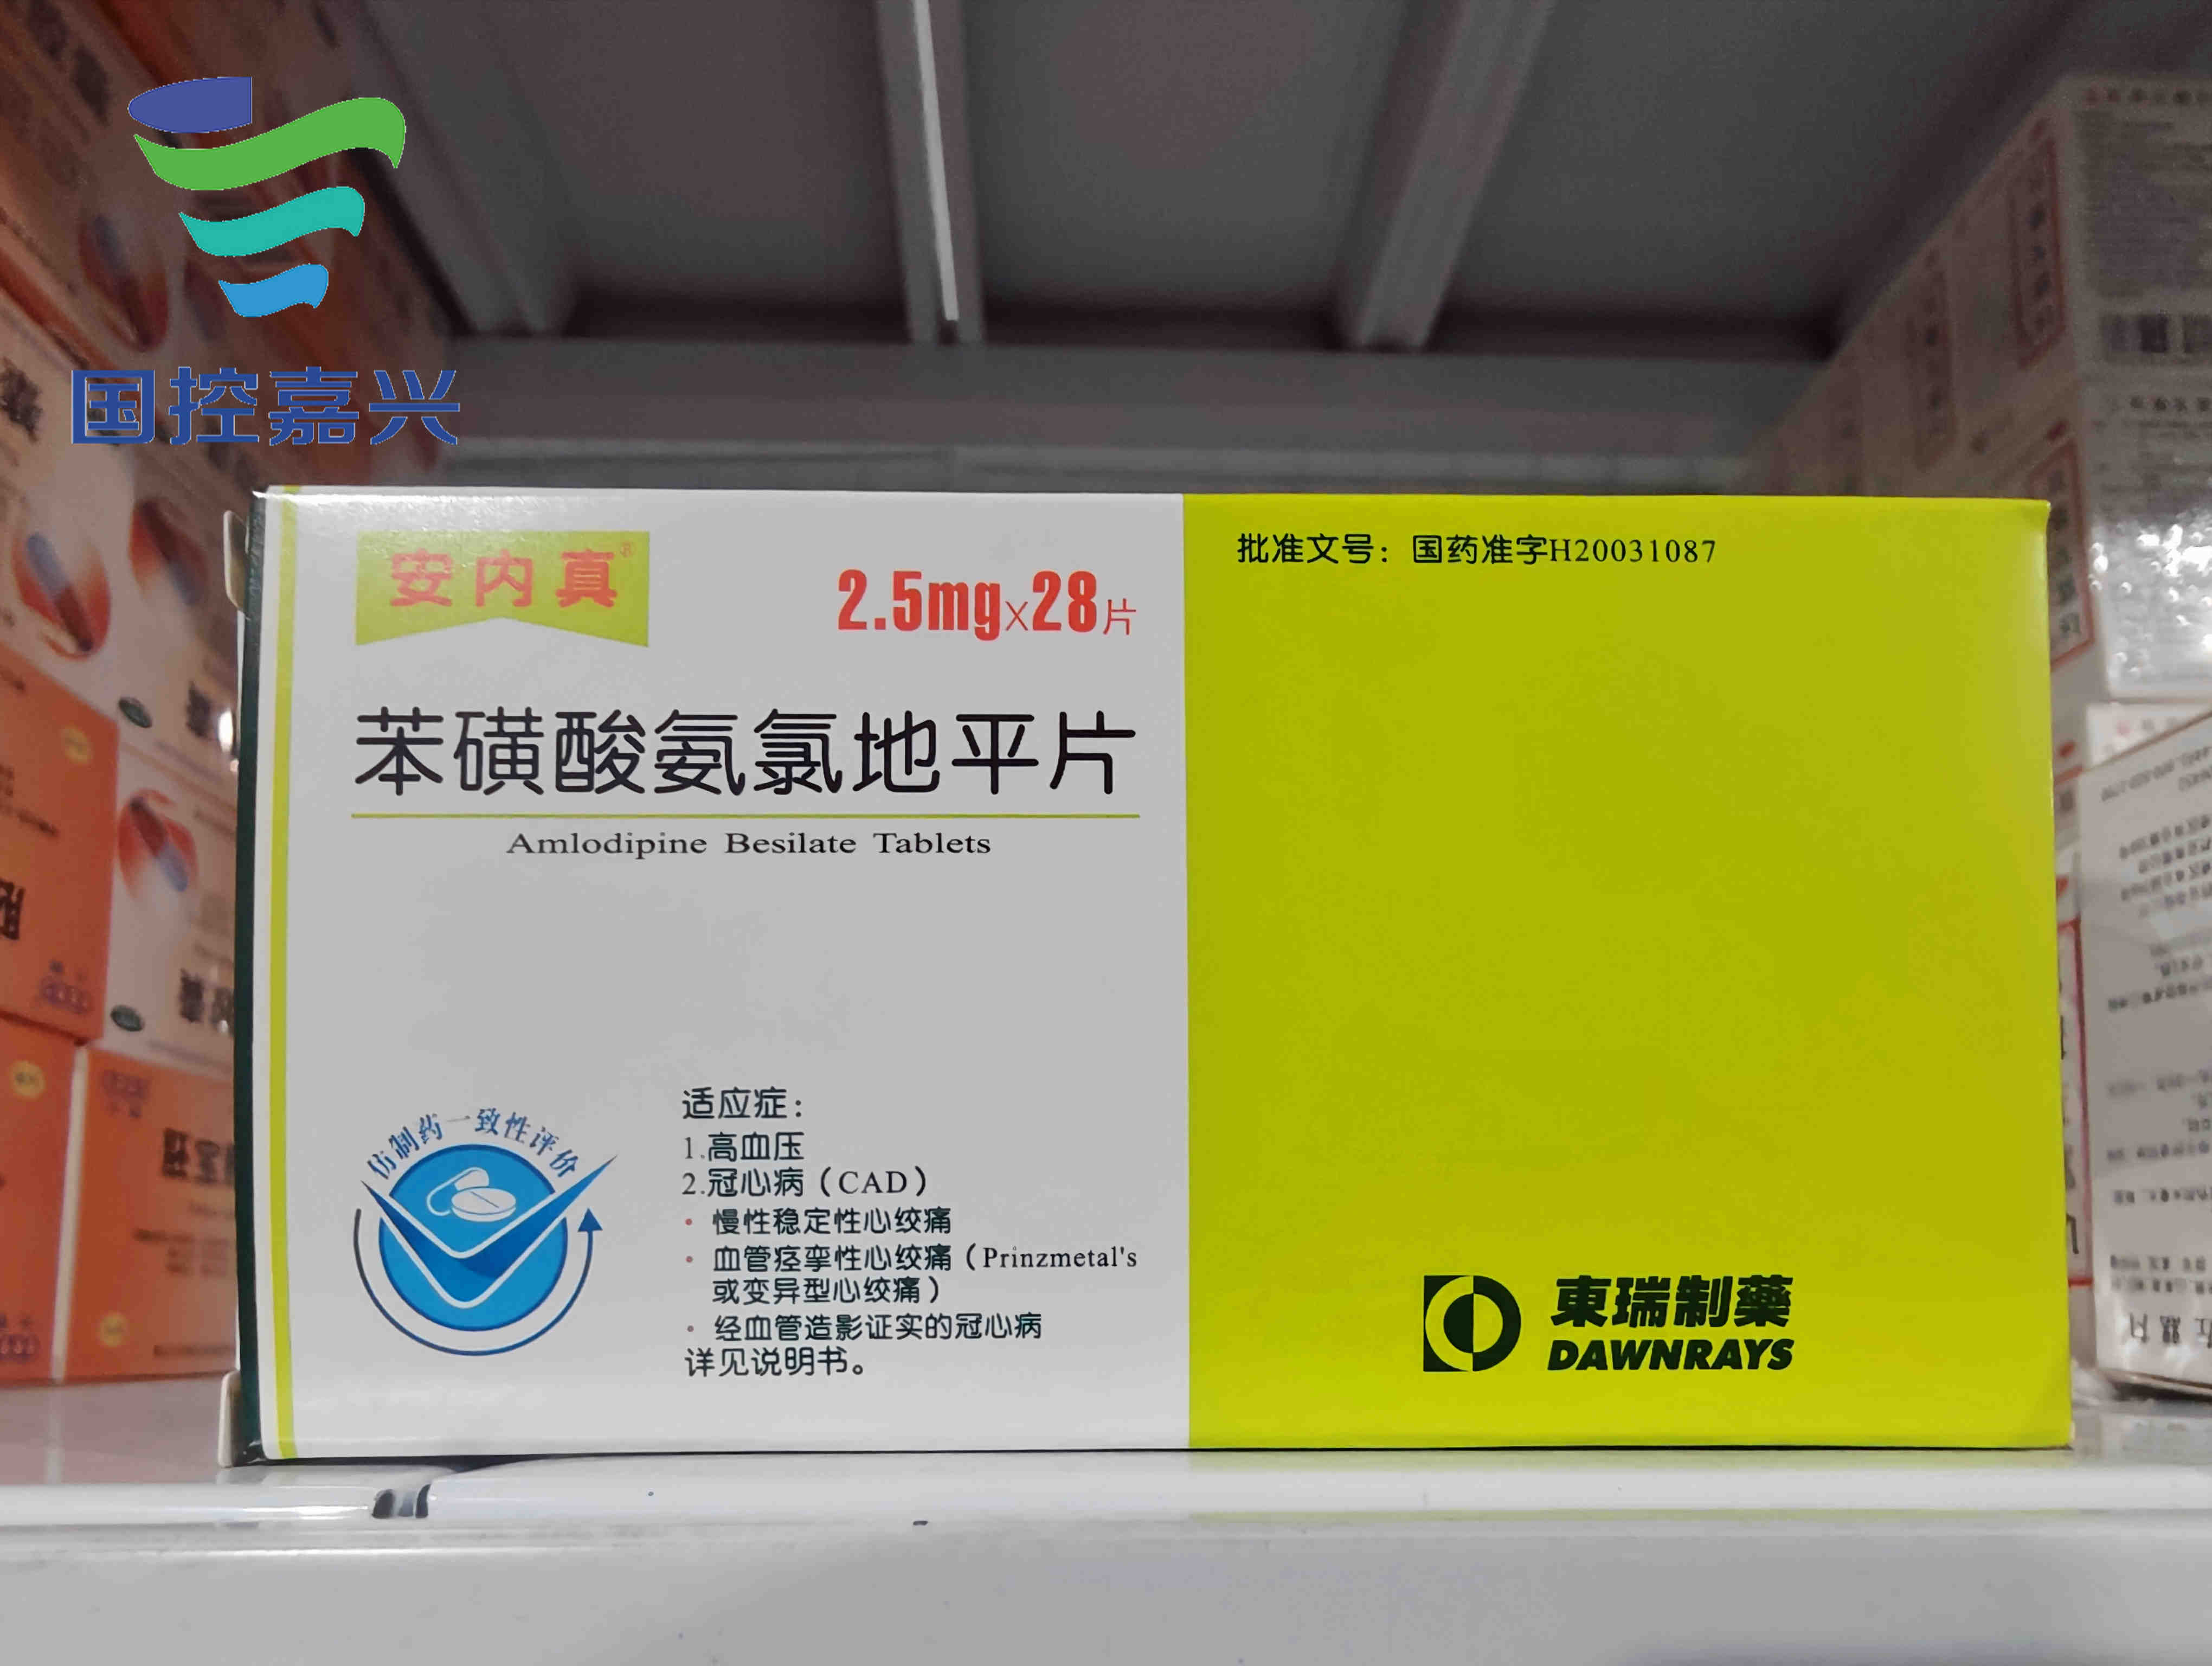 国控嘉兴
安内真®
2.5mg×28片
批准文号：国药准字H20031087
苯磺酸氨氯地平片
Amlodipine Besilate Tablets
仿制药一致性评价
适应症：
1.高血压
2.冠心病（CAD）
· 慢性稳定性心绞痛
· 血管痉挛性心绞痛（Prinzmetal's
或变异型心绞痛）
· 经血管造影证实的冠心病
详见说明书。
東瑞制藥
DAWNRAYS